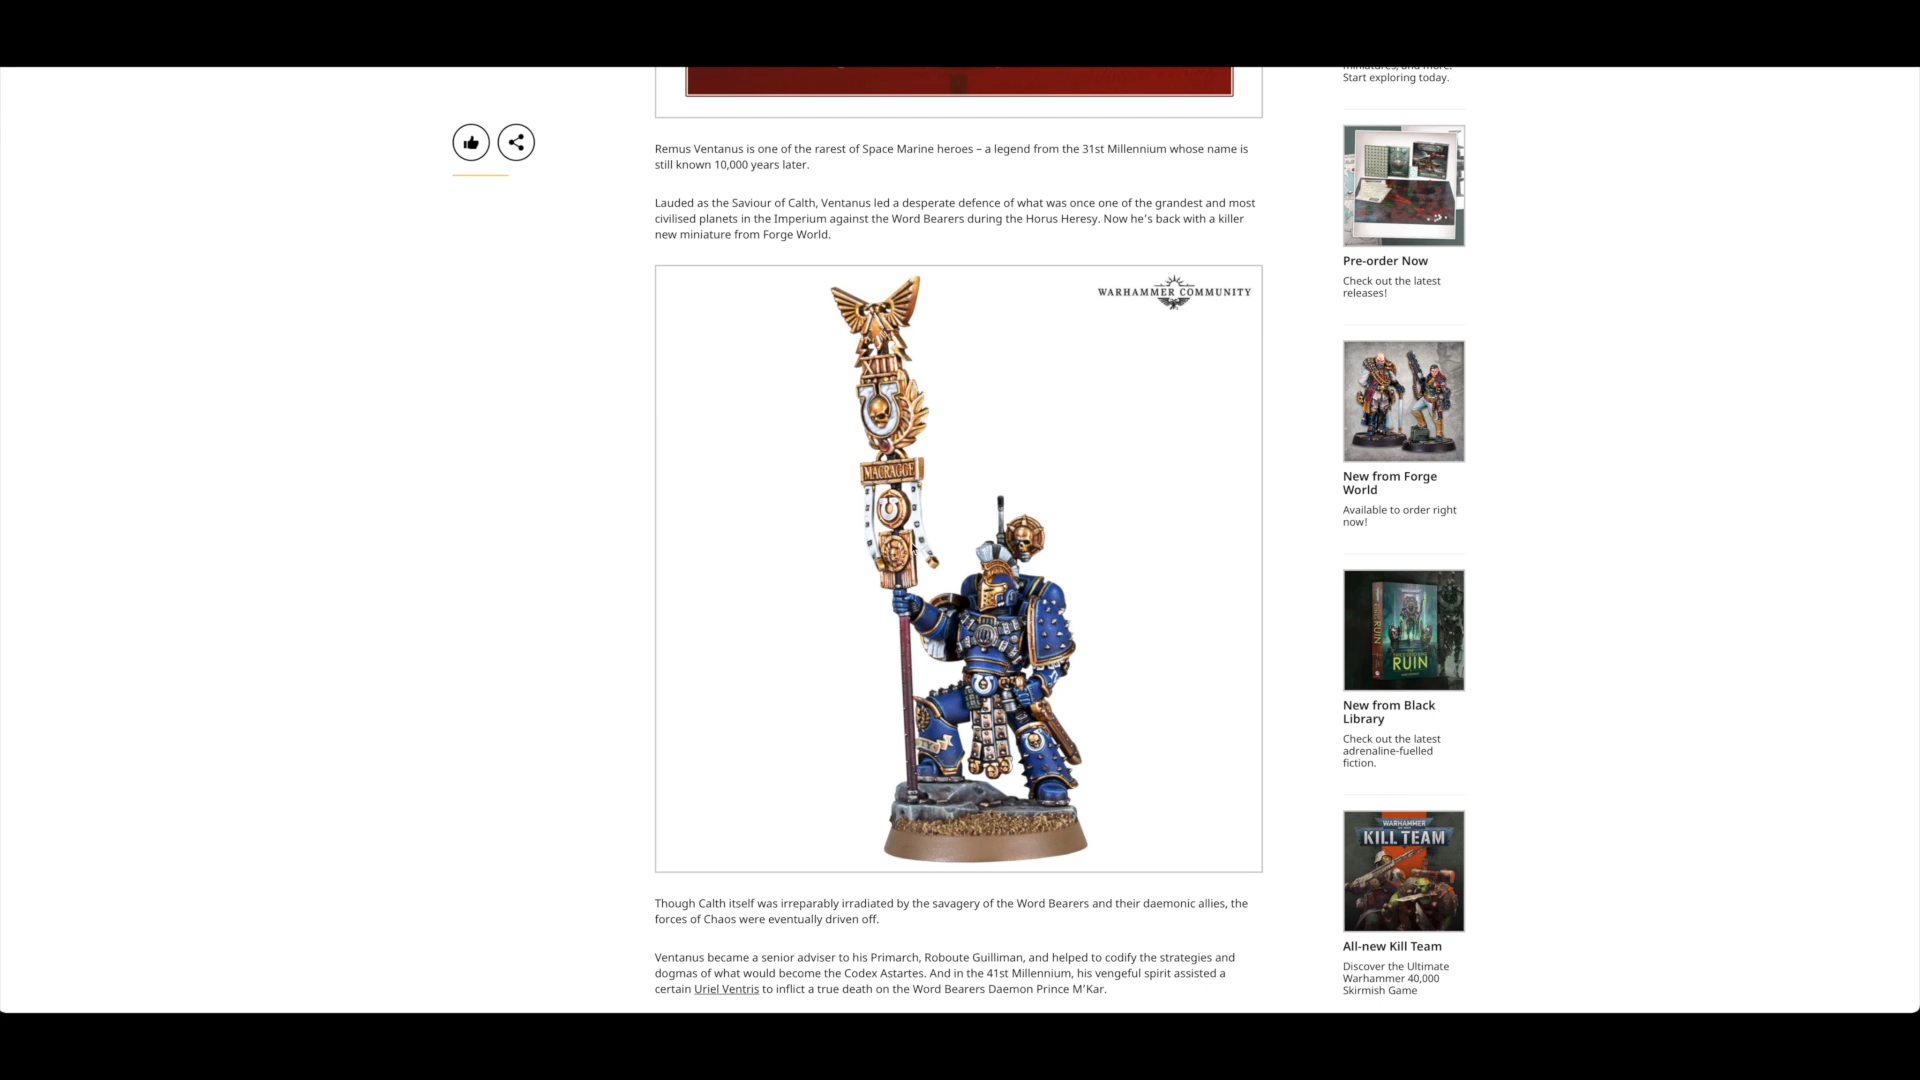 Remus Ventanus is one of the rarest of Space Marine heroes – a legend from the 31st Millennium whose name is
still known 10,000 years later.
Lauded as the Saviour of Calth, Ventanus led a desperate defence of what was once one of the grandest and most
civilised planets in the Imperium against the Word Bearers during the Horus Heresy. Now he’s back with a killer
new miniature from Forge World.
WARHAMMER COMMUNITY
XIII
MACRAGGE
Though Calth itself was irreparably irradiated by the savagery of the Word Bearers and their daemonic allies, the
forces of Chaos were eventually driven off.
Ventanus became a senior adviser to his Primarch, Roboute Guilliman, and helped to codify the strategies and
dogmas of what would become the Codex Astartes. And in the 41st Millennium, his vengeful spirit assisted a
certain Uriel Ventris to inflict a true death on the Word Bearers Daemon Prince M’Kar.
miniatures, and more.
Start exploring today.
Pre-order Now
Check out the latest
releases!
New from Forge
World
Available to order right
now!
RUIN
RUIN
New from Black
Library
Check out the latest
adrenaline-fuelled
fiction.
WARHAMMER
KILL TEAM
All-new Kill Team
Discover the Ultimate
Warhammer 40,000
Skirmish Game